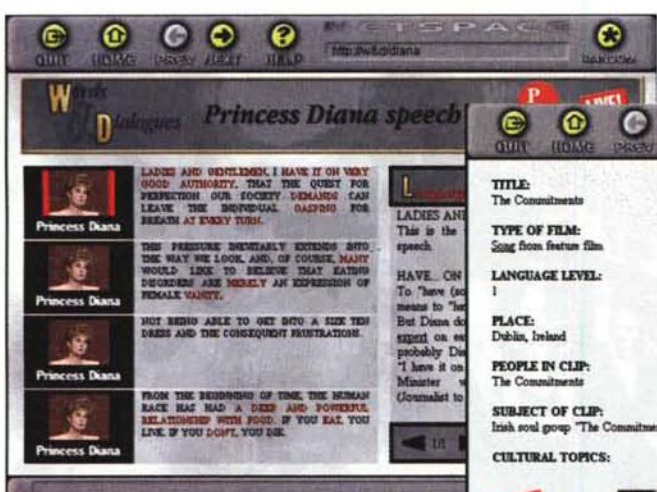 NETSPACE
QUIT HOME PREV NEXT HELP
http://w&d/diana
RANDOM
Words & Dialogues
Princess Diana speech
P
LIVE!
LADIES AND GENTLEMEN, I HAVE IT ON VERY
GOOD AUTHORITY, THAT THE QUEST FOR
PERFECTION OUR SOCIETY DEMANDS CAN
LEAVE THE INDIVIDUAL GASPING FOR
BREATH AT EVERY TURN.
Princess Diana
THIS PRESSURE INEVITABLY EXTENDS INTO
THE WAY WE LOOK, AND, OF COURSE, MANY
WOULD LIKE TO BELIEVE THAT EATING
DISORDERS ARE MERELY AN EXPRESSION OF
FEMALE VANITY,
Princess Diana
NOT BEING ABLE TO GET INTO A SIZE TEN
DRESS AND THE CONSEQUENT FRUSTRATIONS.
Princess Diana
FROM THE BEGINNING OF TIME, THE HUMAN
RACE HAS HAD A DEEP AND POWERFUL
RELATIONSHIP WITH FOOD. IF YOU EAT, YOU
LIVE. IF YOU DON'T, YOU DIE.
Princess Diana
L
LADIES AN
This is the
speech.
HAVE... ON
To "have (so
means to "ha
But Diana do
expert on ea
probably Dia
"I have it on
Minister w
(Journalist to
1/1
QUIT HOME PREV
TITLE:
The Commitments
TYPE OF FILM:
Song from feature film
LANGUAGE LEVEL:
1
PLACE:
Dublin, Ireland
PEOPLE IN CLIP:
The Commitments
SUBJECT OF CLIP:
Irish soul group "The Commitme
CULTURAL TOPICS: